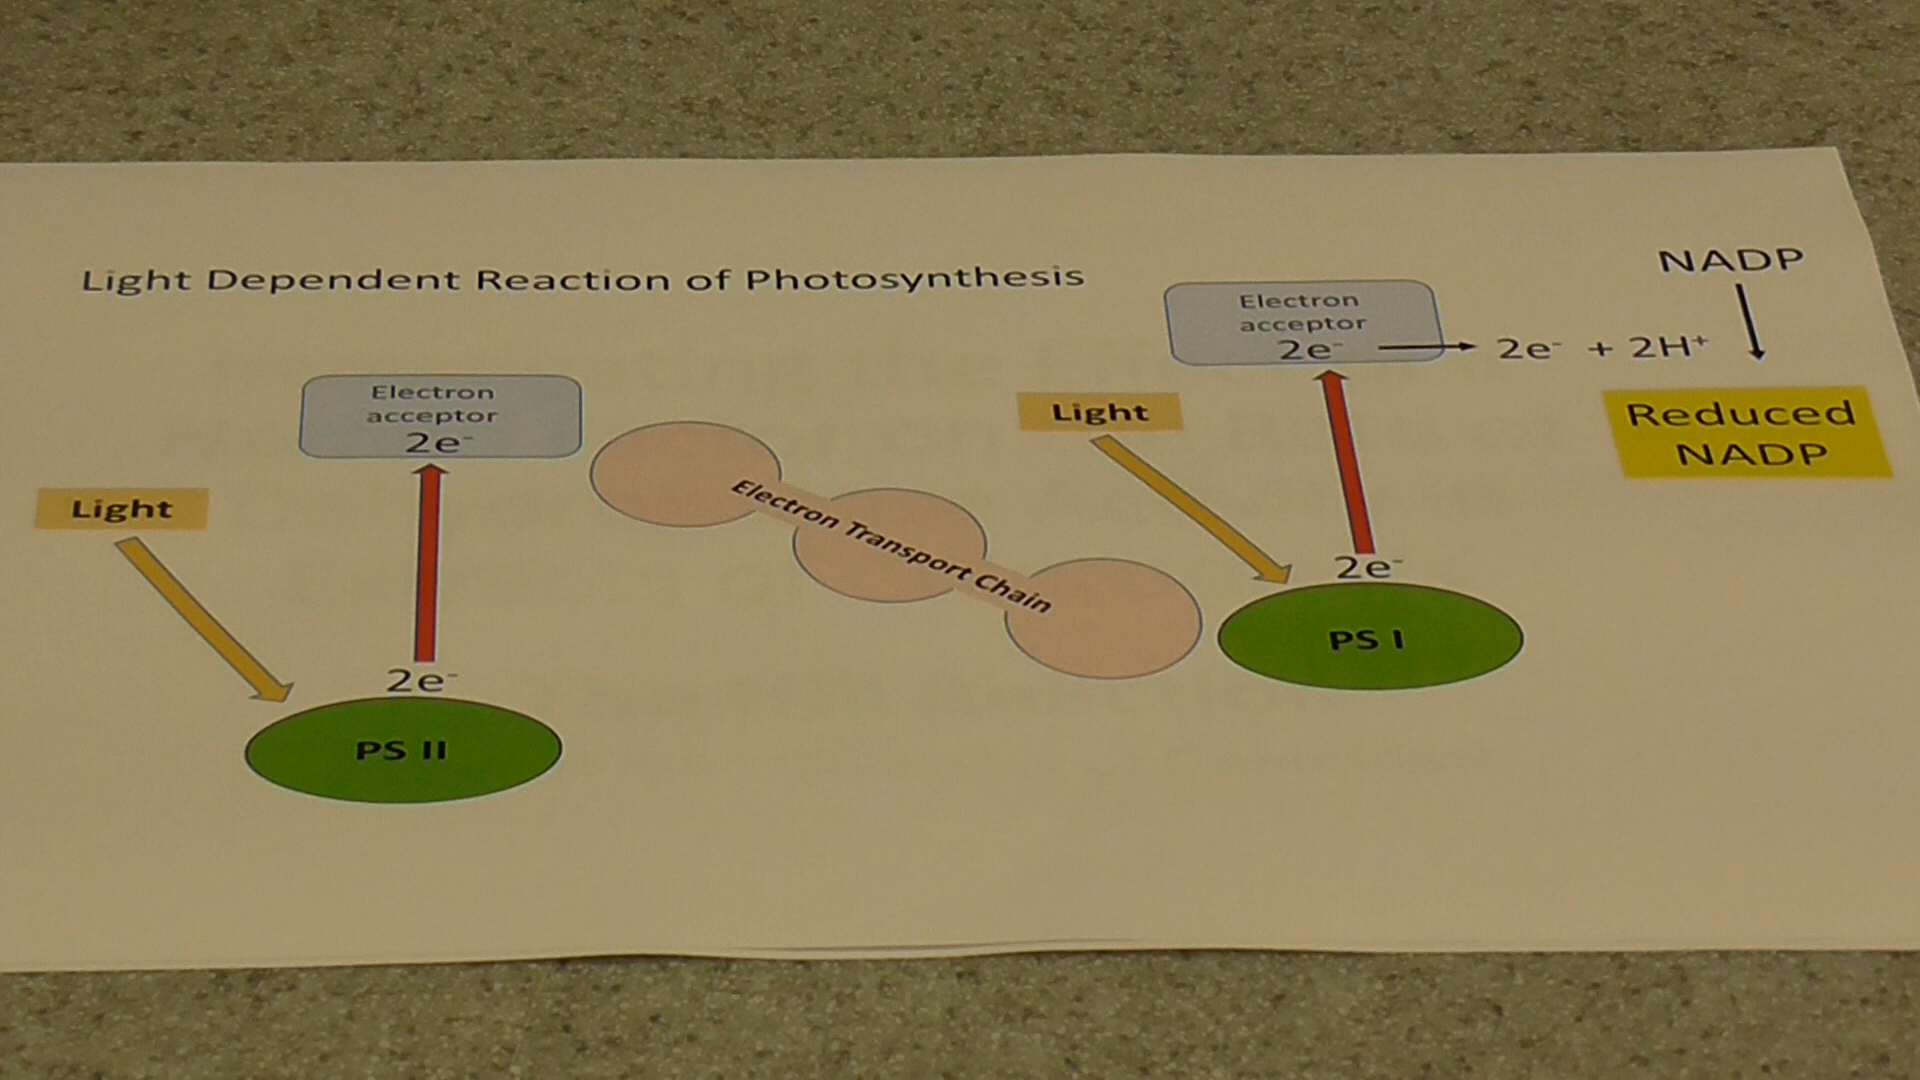 Light Dependent Reaction of Photosynthesis
NADP
Electron
acceptor
2e⁻
2e⁻ + 2H⁺
Reduced
NADP
Light
2e⁻
PS I
Electron
acceptor
2e⁻
Electron Transport Chain
Light
2e⁻
PS II